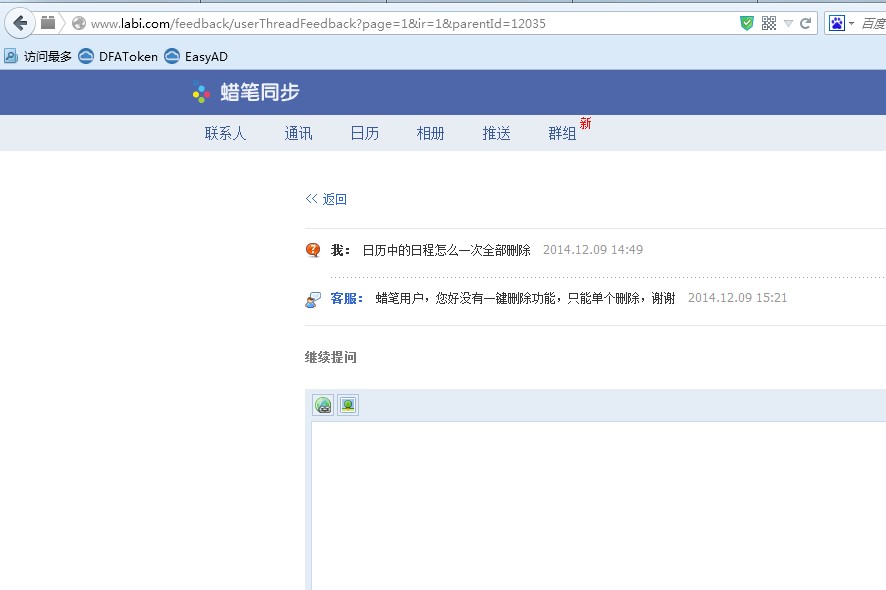 www.labi.com/feedback/userThreadFeedback?page=1&ir=1&parentId=12035
百度
访问最多 DFAToken EasyAD
蜡笔同步
联系人 通讯 日历 相册 推送 群组 新
<< 返回
我： 日历中的日程怎么一次全部删除 2014.12.09 14:49
客服： 蜡笔用户，您好没有一键删除功能，只能单个删除，谢谢 2014.12.09 15:21
继续提问